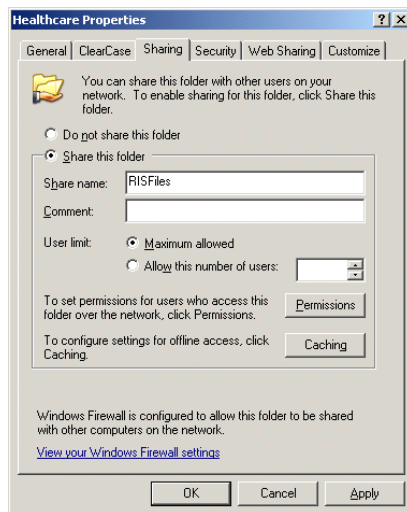 Healthcare Properties
General ClearCase Sharing Security Web Sharing Customize
You can share this folder with other users on your
network. To enable sharing for this folder, click Share this
folder.
Do not share this folder
Share this folder
Share name: RISFiles
Comment:
User limit: Maximum allowed
Allow this number of users:
To set permissions for users who access this
folder over the network, click Permissions.
Permissions
To configure settings for offline access, click
Caching.
Caching
Windows Firewall is configured to allow this folder to be shared
with other computers on the network.
View your Windows Firewall settings
OK Cancel Apply